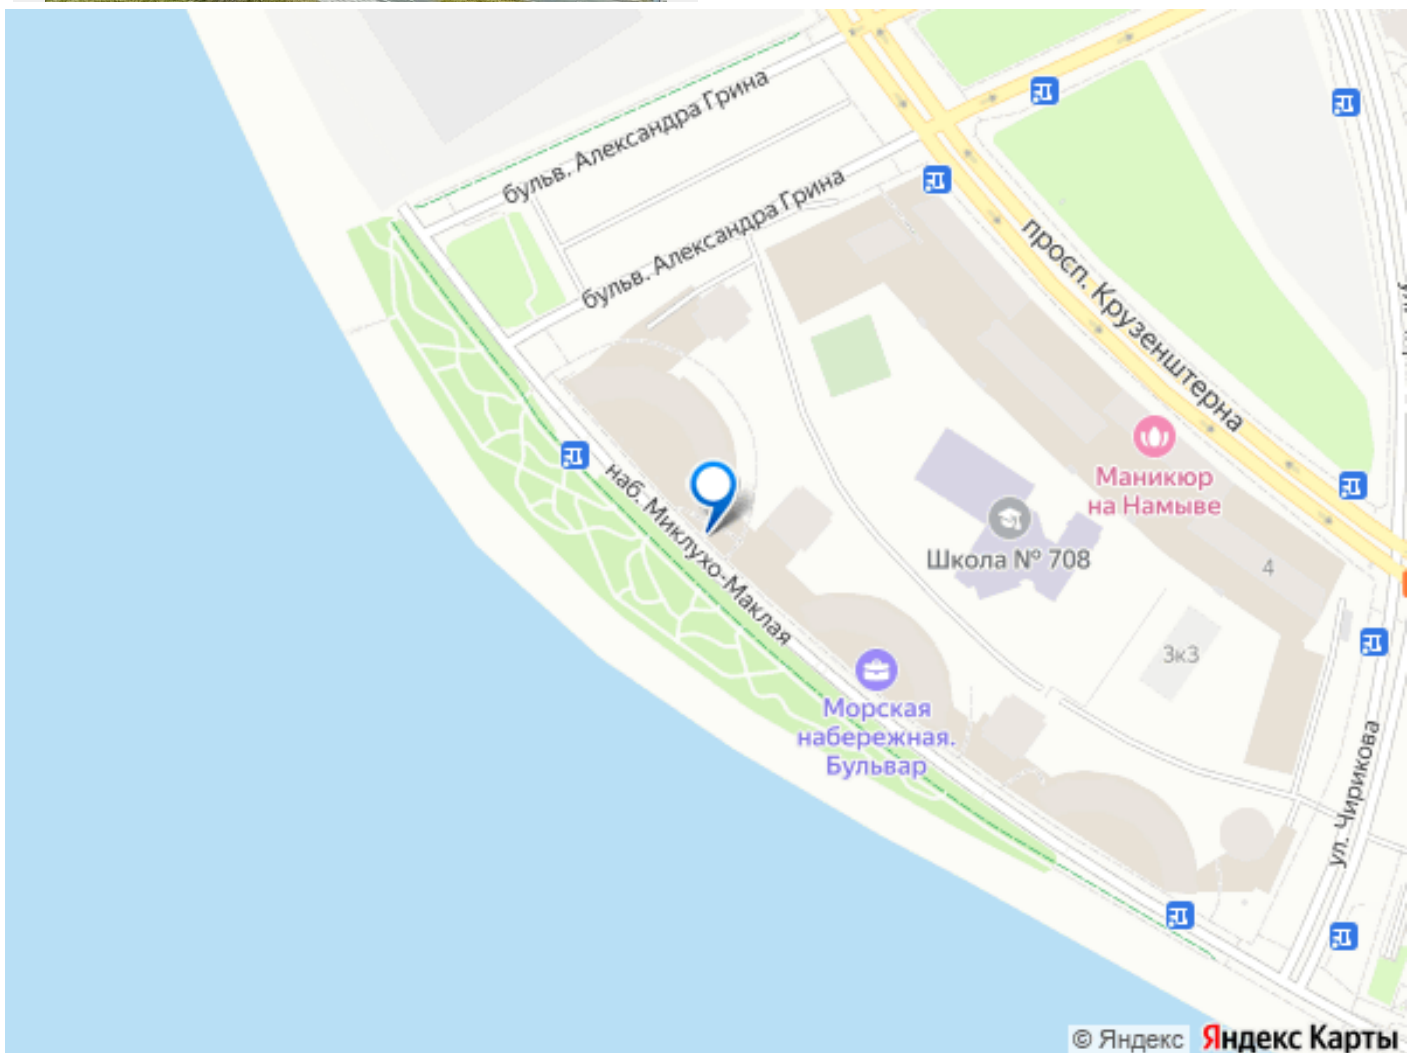 бульв. Александра Грина
бульв. Александра Грина
просп. Крузенштерна
Маникюр
на Намыве
наб. Миклухо-Маклая
Школа № 708
4
3к3
Морская
набережная.
Бульвар
ул. Чирикова
© Яндекс Яндекс Карты